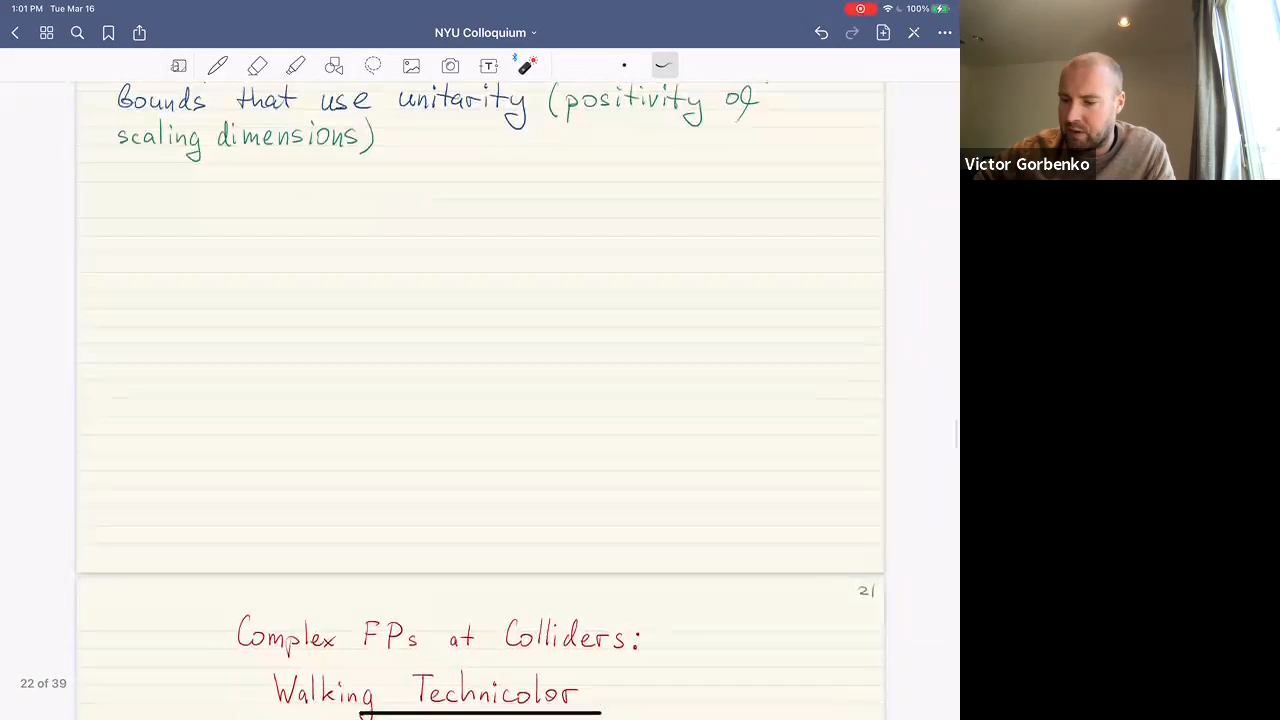 1:01 PM Tue Mar 16
100%
NYU Colloquium
Bounds that use unitarity (positivity of
scaling dimensions)
21
Complex FPs at Colliders:
Walking Technicolor
22 of 39
Victor Gorbenko